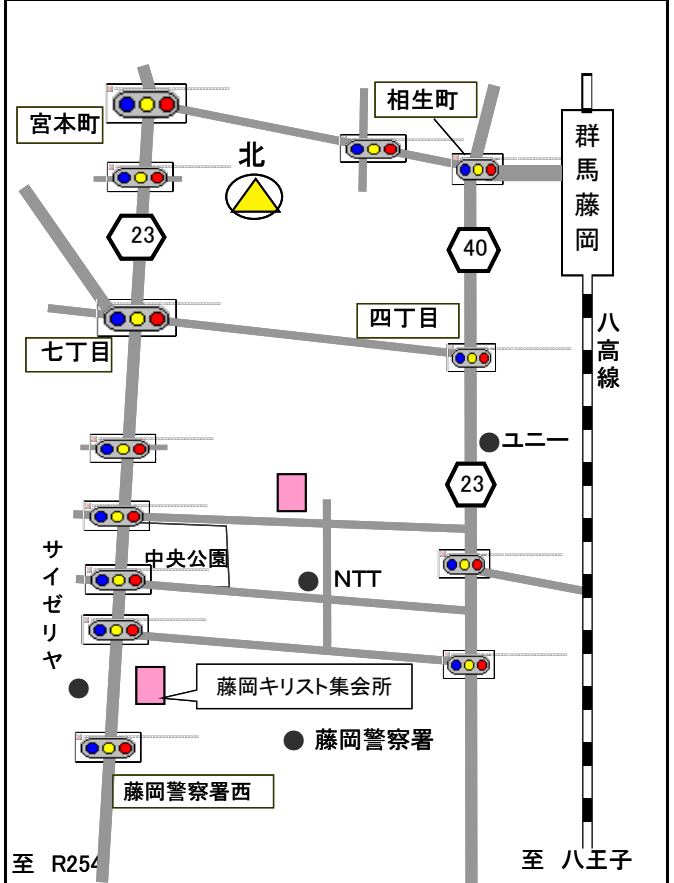 宮本町
相生町
北
群馬藤岡
23
40
七丁目
四丁目
八高線
ユニー
23
サイゼリヤ
中央公園
NTT
藤岡キリスト集会所
藤岡警察署
藤岡警察署西
至 R254
至 八王子